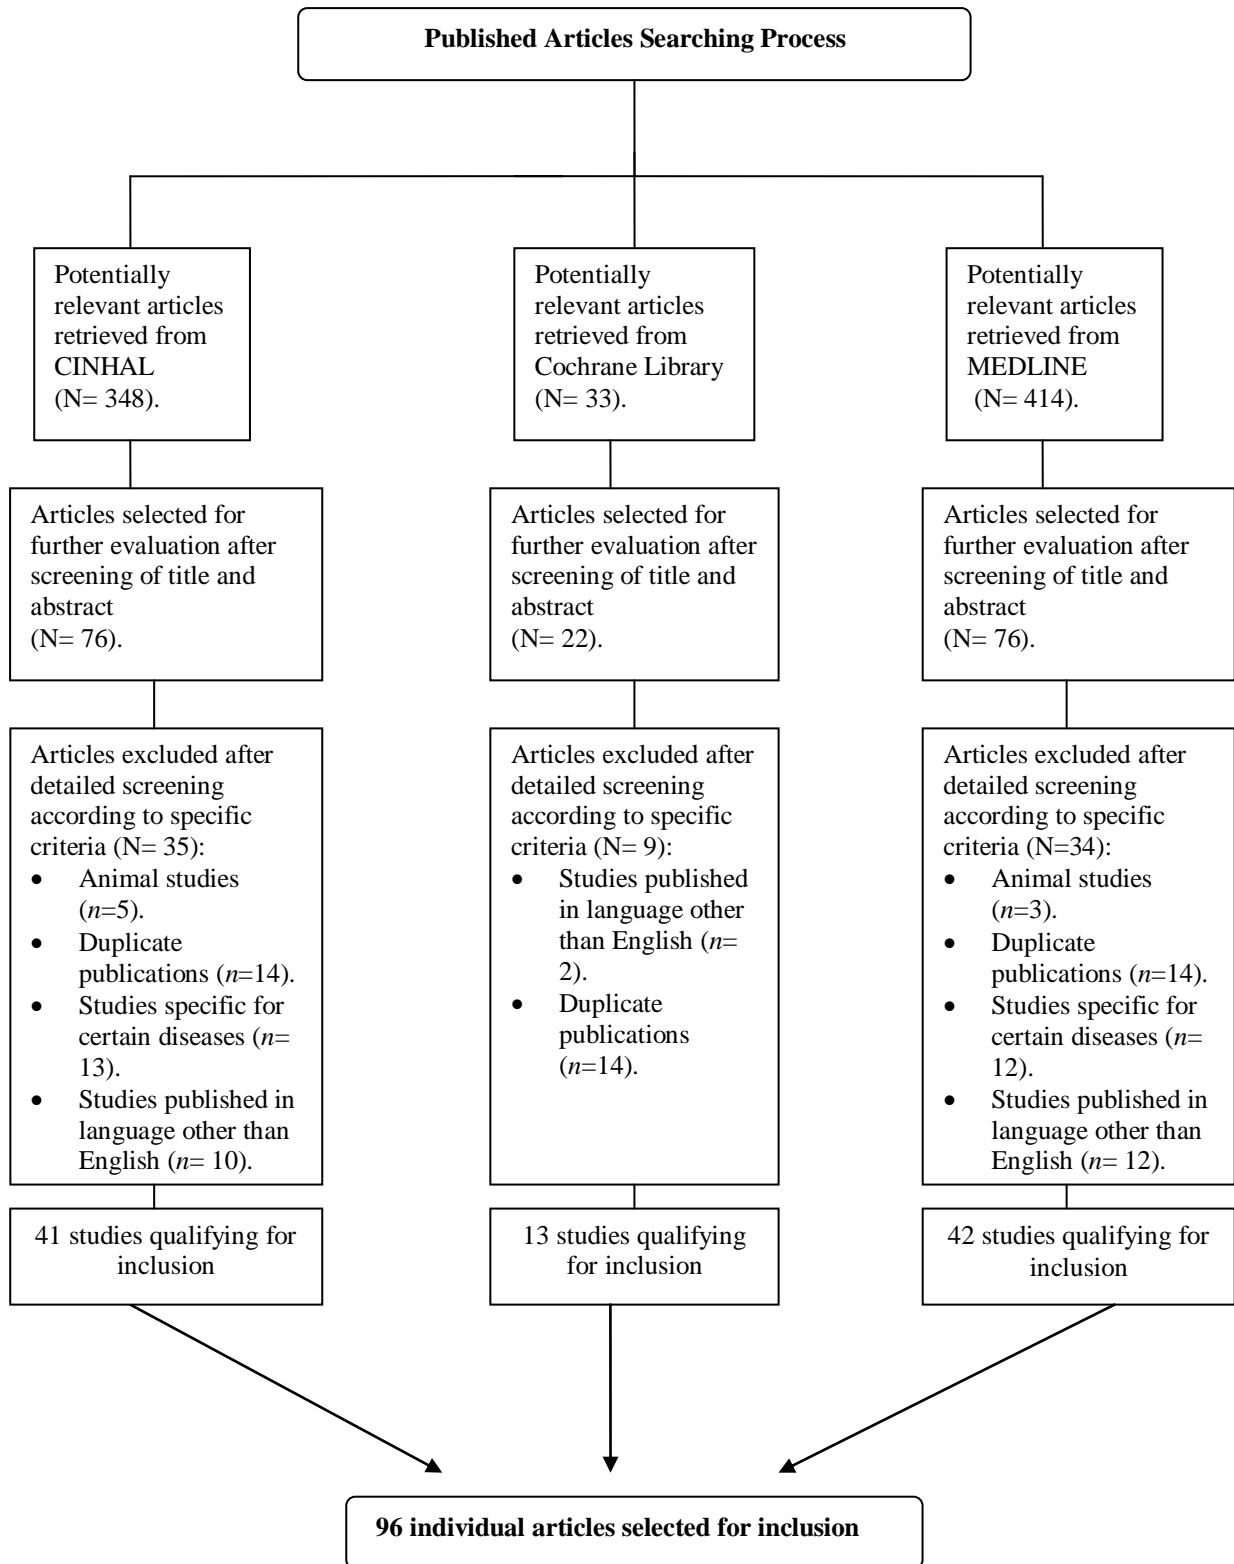 Published Articles Searching Process
Potentially
relevant articles
retrieved from
CINHAL
(N= 348).
Potentially
relevant articles
retrieved from
Cochrane Library
(N= 33).
Potentially
relevant articles
retrieved from
MEDLINE
(N= 414).
Articles selected for
further evaluation after
screening of title and
abstract
(N= 76).
Articles selected for
further evaluation after
screening of title and
abstract
(N= 22).
Articles selected for
further evaluation after
screening of title and
abstract
(N= 76).
Articles excluded after
detailed screening
according to specific
criteria (N= 35):
• Animal studies
(n=5).
• Duplicate
publications (n=14).
• Studies specific for
certain diseases (n=
13).
• Studies published in
language other than
English (n= 10).
Articles excluded after
detailed screening
according to specific
criteria (N= 9):
• Studies published
in language other
than English (n=
2).
• Duplicate
publications
(n=14).
Articles excluded after
detailed screening
according to specific
criteria (N=34):
• Animal studies
(n=3).
• Duplicate
publications (n=14).
• Studies specific for
certain diseases (n=
12).
• Studies published in
language other than
English (n= 12).
41 studies qualifying for
inclusion
13 studies qualifying
for inclusion
42 studies qualifying for
inclusion
96 individual articles selected for inclusion